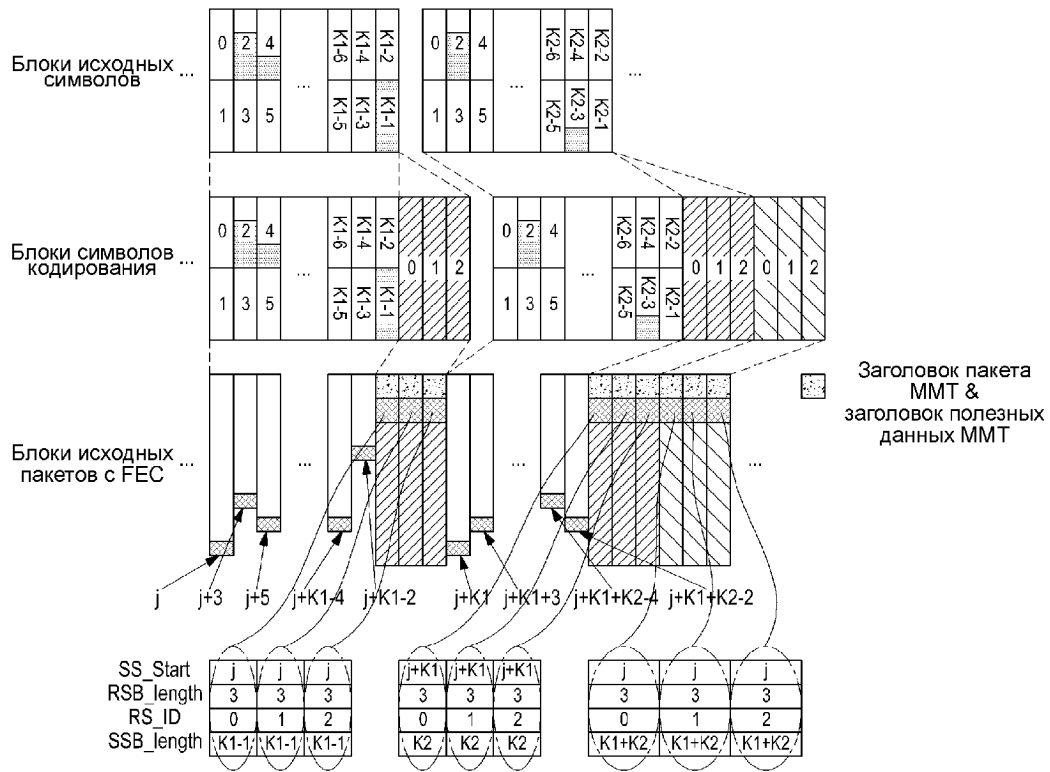 Блоки исходных символов ...
0 2 4 ... K1-6 K1-4 K1-2
1 3 5 K1-5 K1-3 K1-1
0 2 4 ... K2-6 K2-4 K2-2 ...
1 3 5 K2-5 K2-3 K2-1
Блоки символов кодирования ...
0 2 4 ... K1-6 K1-4 K1-2
1 3 5 K1-5 K1-3 K1-1
0 1 2
0 2 4 ... K2-6 K2-4 K2-2
1 3 5 K2-5 K2-3 K2-1
0 1 2 0 1 2
Блоки исходных пакетов с FEC ... ... ... ...
Заголовок пакета
MMT &
заголовок полезных
данных MMT
j j+3 j+5 j+K1-4 j+K1-2 j+K1 j+K1+3 j+K1+K2-4 j+K1+K2-2
SS_Start j j j j+K1 j+K1 j+K1 j j j
RSB_length 3 3 3 3 3 3 3 3 3
RS_ID 0 1 2 0 1 2 0 1 2
SSB_length K1-1 K1-1 K1-1 K2 K2 K2 K1+K2 K1+K2 K1+K2